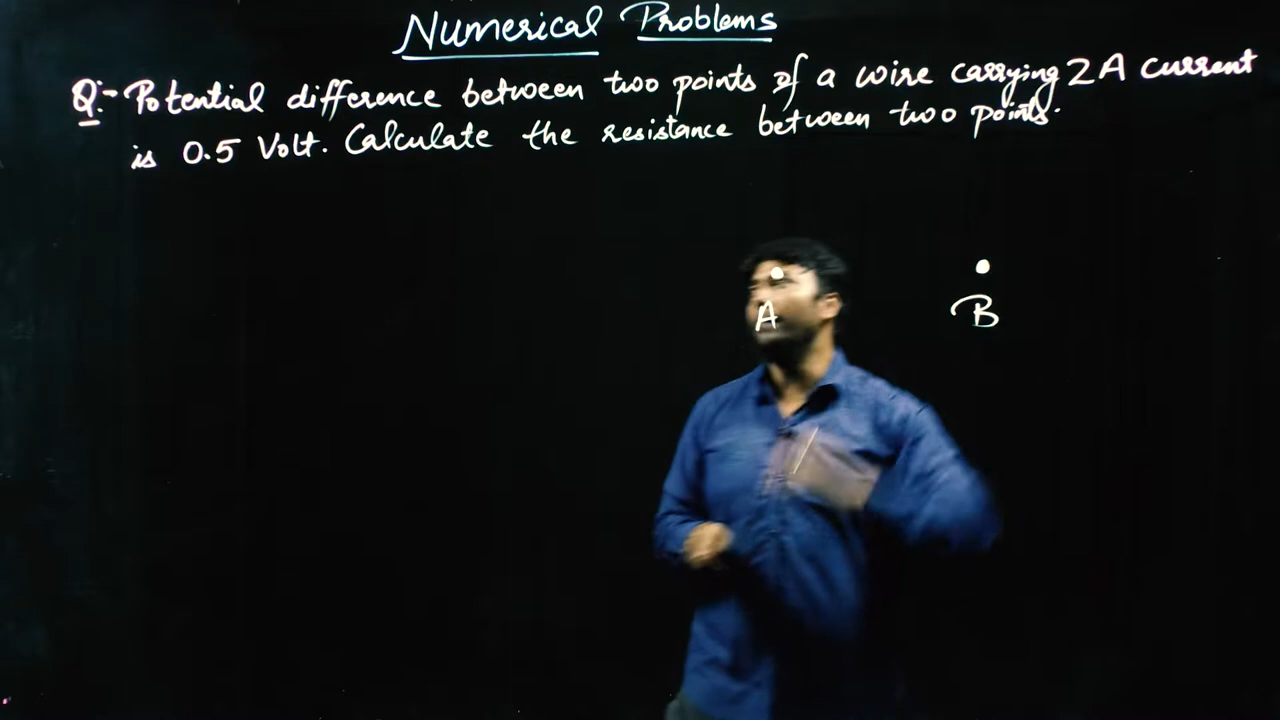 Numerical Problems
Q:- Potential difference between two points of a wire carrying 2A current
is 0.5 Volt. Calculate the resistance between two points.
A
B